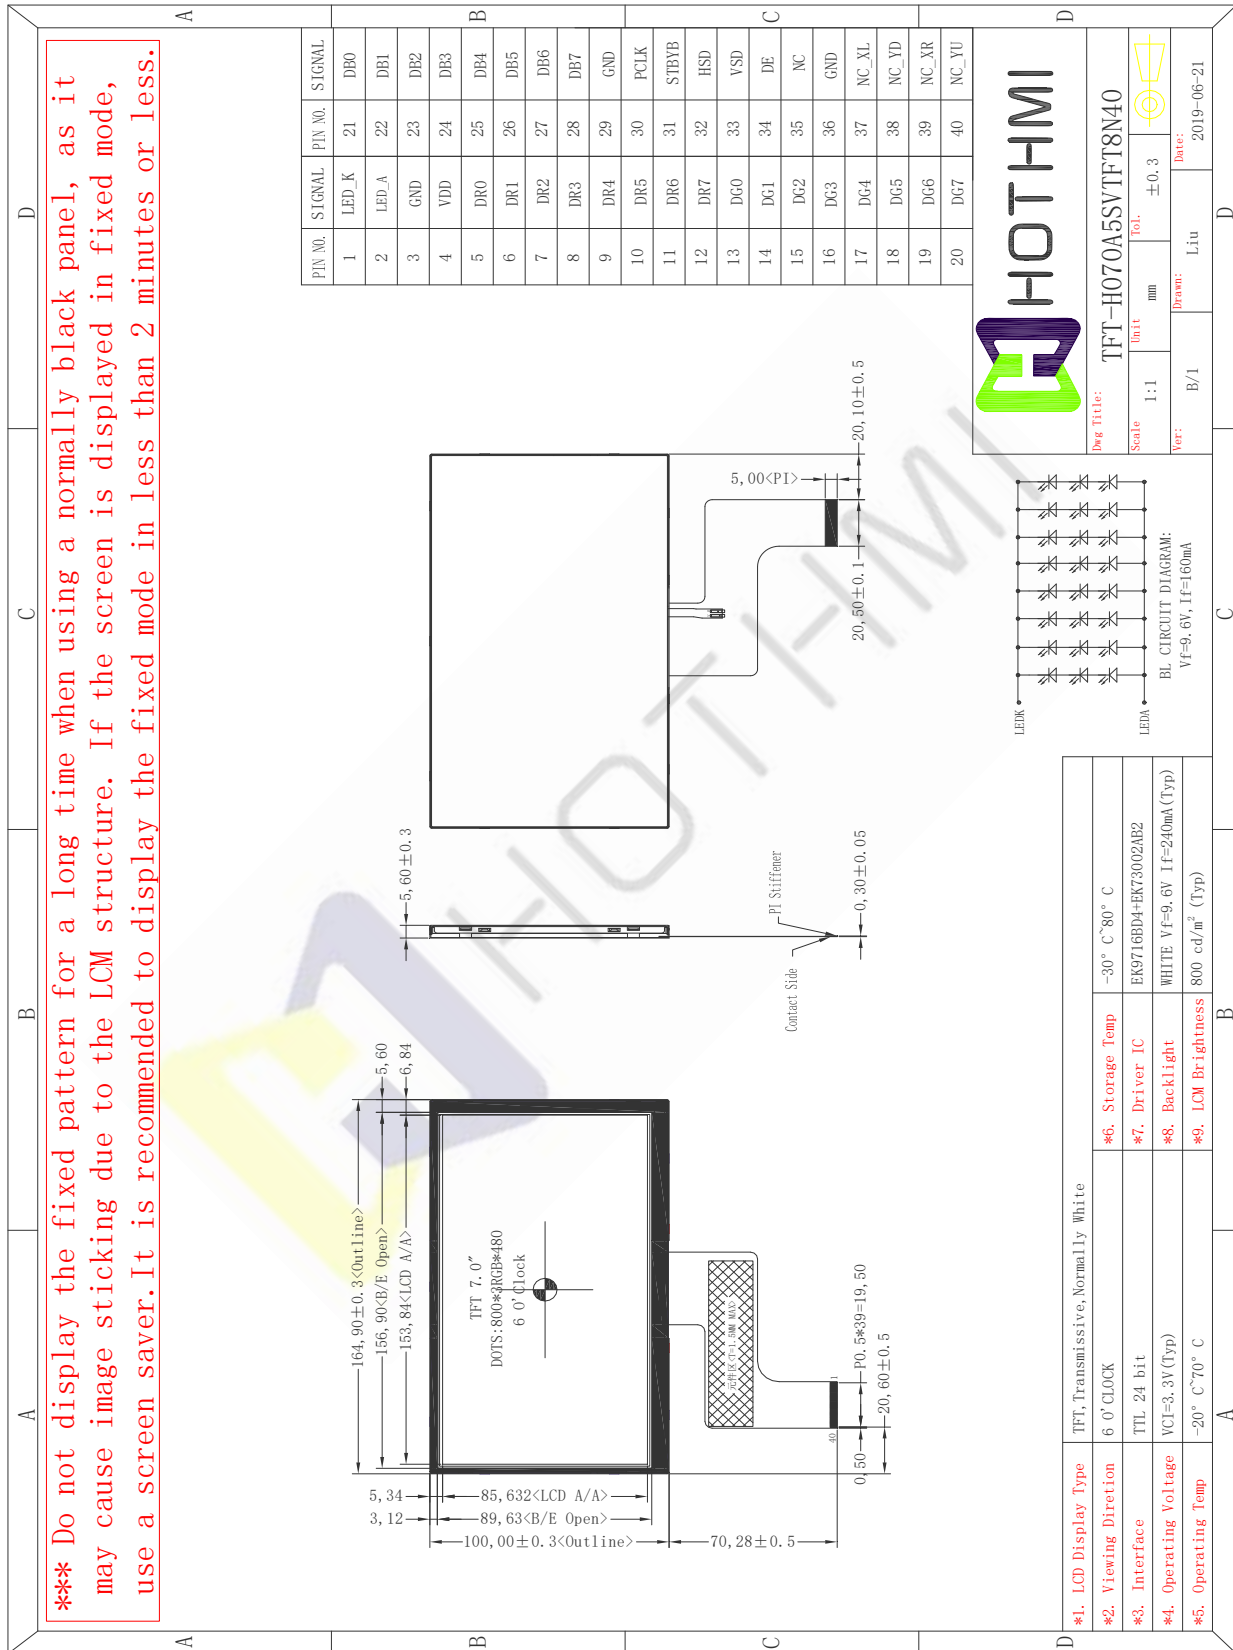 *** Do not display the fixed pattern for a long time when using a normally black panel, as it
may cause image sticking due to the LCM structure. If the screen is displayed in fixed mode,
use a screen saver.It is recommended to display the fixed mode in less than 2 minutes or less.
A
B
C
D
A
B
C
D
A
B
C
D
A
B
C
D
164,90±0.3<Outline>
156,90<B/E Open>
5,60
153,84<LCD A/A>
6,84
5,34
3,12
85,632<LCD A/A>
89,63<B/E Open>
100,00±0.3<Outline>
70,28±0.5
TFT 7.0″
DOTS:800*3RGB*480
6 O'Clock
元件区<T=1.5MM MAX>
40
1
0,50
P0.5*39=19,50
20,60±0.5
5,60±0.3
Contact Side
PI Stiffener
0,30±0.05
5,00<PI>
20,50±0.1
20,10±0.5
HOTHMI
PIN NO. SIGNAL PIN NO. SIGNAL
1 LED_K 21 DB0
2 LED_A 22 DB1
3 GND 23 DB2
4 VDD 24 DB3
5 DR0 25 DB4
6 DR1 26 DB5
7 DR2 27 DB6
8 DR3 28 DB7
9 DR4 29 GND
10 DR5 30 PCLK
11 DR6 31 STBYB
12 DR7 32 HSD
13 DG0 33 VSD
14 DG1 34 DE
15 DG2 35 NC
16 DG3 36 GND
17 DG4 37 NC_XL
18 DG5 38 NC_YD
19 DG6 39 NC_XR
20 DG7 40 NC_YU
*1. LCD Display Type TFT,Transmissive,Normally White
*2. Viewing Diretion 6 O'CLOCK
*3. Interface TTL 24 bit
*4. Operating Voltage VCI=3.3V(Typ)
*5. Operating Temp -20° C~70° C
*6. Storage Temp -30° C~80° C
*7. Driver IC EK9716BD4+EK73002AB2
*8. Backlight WHITE Vf=9.6V If=240mA(Typ)
*9. LCM Brightness 800 cd/m² (Typ)
LEDK
LEDA
BL CIRCUIT DIAGRAM:
Vf=9.6V,If=160mA
HOTHMI
Dwg Title: TFT-H070A5SVTFT8N40
Scale 1:1 Unit mm Tol. ±0.3
Ver: B/1 Drawn: Liu Date: 2019-06-21